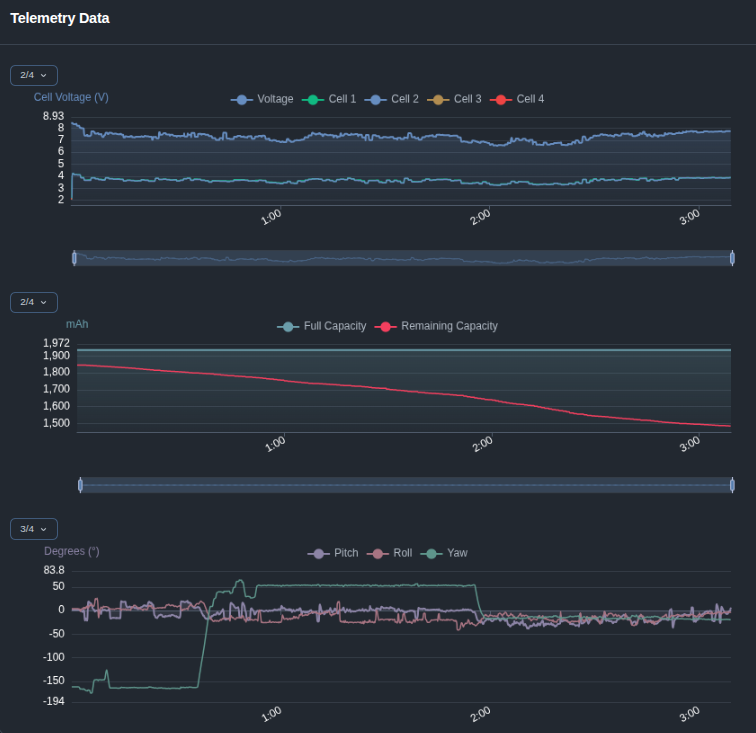 Telemetry Data
2/4
Cell Voltage (V)
Voltage Cell 1 Cell 2 Cell 3 Cell 4
8.93
8
7
6
5
4
3
2
1:00 2:00 3:00
2/4
mAh
Full Capacity Remaining Capacity
1,972
1,900
1,800
1,700
1,600
1,500
1:00 2:00 3:00
3/4
Degrees (°)
Pitch Roll Yaw
83.8
50
0
-50
-100
-150
-194
1:00 2:00 3:00